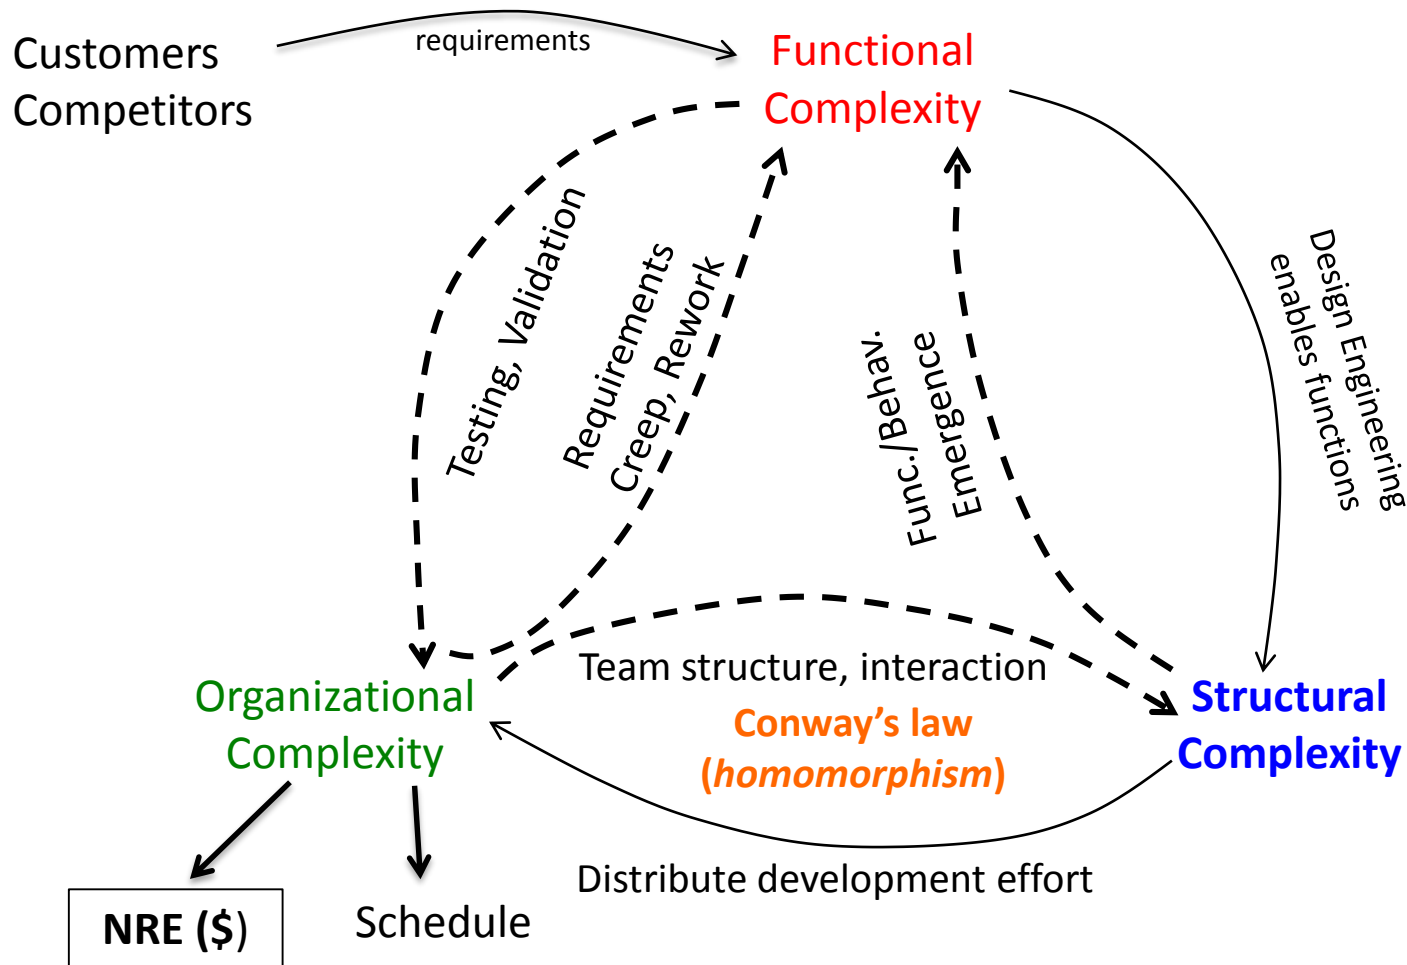 Customers
Competitors
requirements
Functional
Complexity
Testing, Validation
Requirements
Creep, Rework
Func./Behav.
Emergence
Design Engineering
enables functions
Team structure, interaction
Conway’s law
(homomorphism)
Organizational
Complexity
Structural
Complexity
Distribute development effort
NRE ($)
Schedule